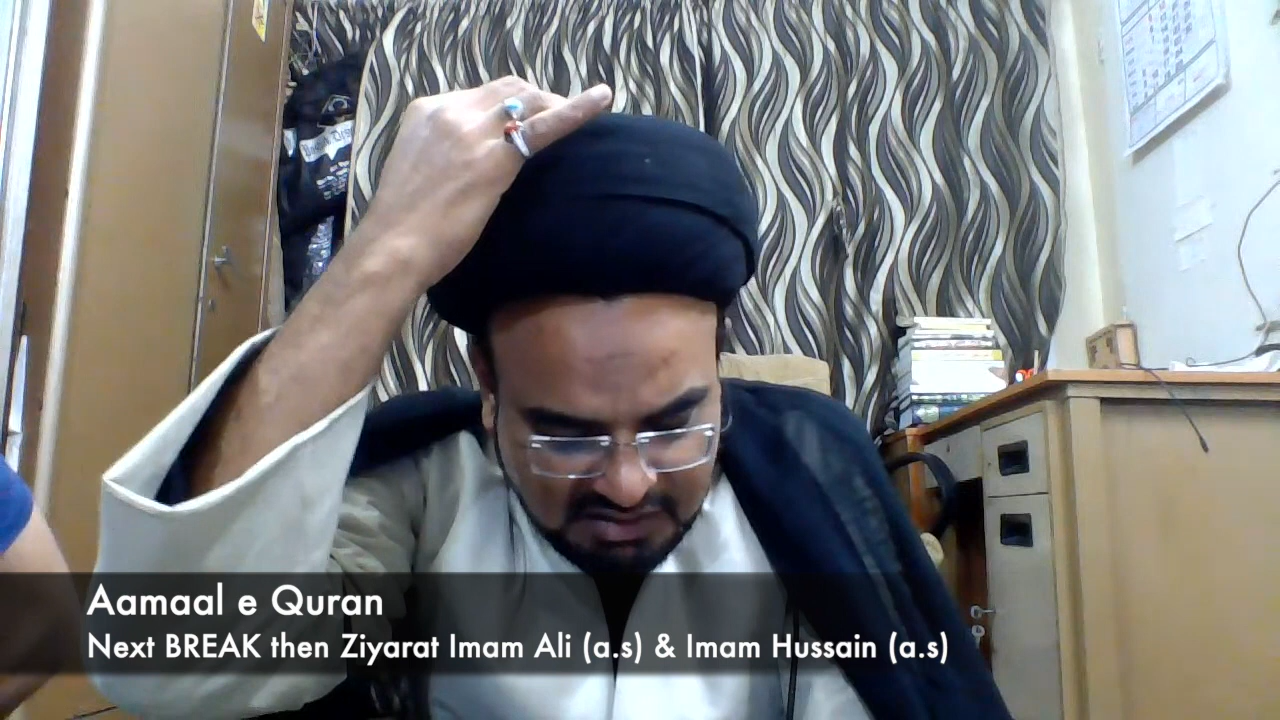 Aamaal e Quran
Next BREAK then Ziyarat Imam Ali (a.s) & Imam Hussain (a.s)